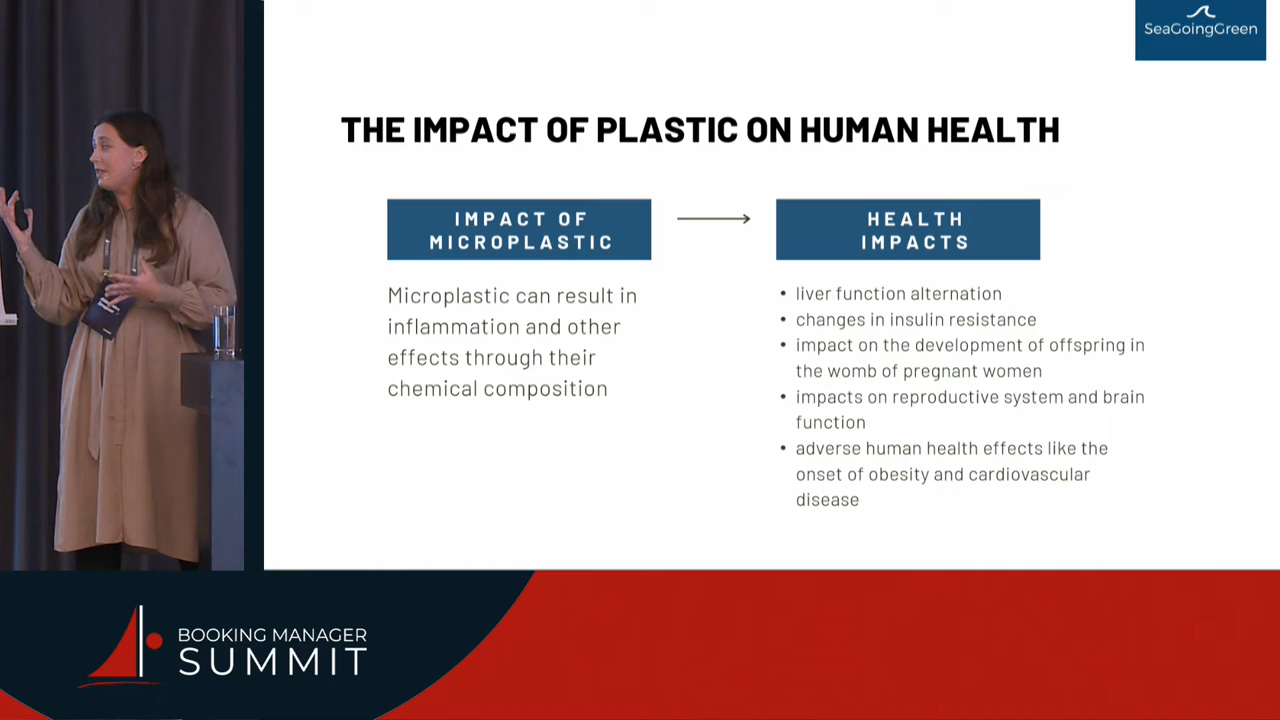 SeaGoingGreen
THE IMPACT OF PLASTIC ON HUMAN HEALTH
IMPACT OF
MICROPLASTIC
Microplastic can result in
inflammation and other
effects through their
chemical composition
HEALTH
IMPACTS
• liver function alternation
• changes in insulin resistance
• impact on the development of offspring in
the womb of pregnant women
• impacts on reproductive system and brain
function
• adverse human health effects like the
onset of obesity and cardiovascular
disease
BOOKING MANAGER
SUMMIT